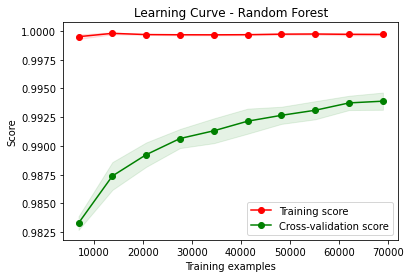 Learning Curve - Random Forest
Score
1.0000
0.9975
0.9950
0.9925
0.9900
0.9875
0.9850
0.9825
Training score
Cross-validation score
10000 20000 30000 40000 50000 60000 70000
Training examples